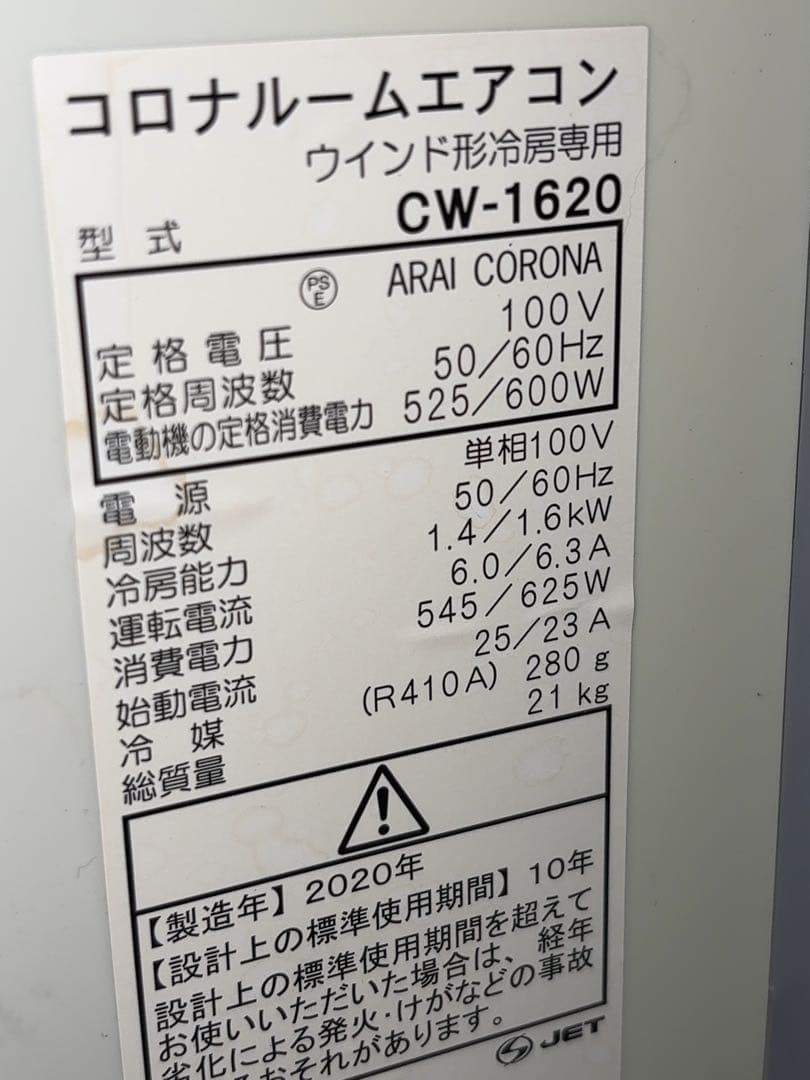 コロナルームエアコン
ウインド形冷房専用
型 式 CW-1620
PS E ARAI CORONA
定格電圧 100V
定格周波数 50/60Hz
電動機の定格消費電力 525/600W
電 源 単相100V
周波数 50/60Hz
冷房能力 1.4/1.6kW
運転電流 6.0/6.3A
消費電力 545/625W
始動電流 25/23A
冷 媒 (R410A) 280g
総質量 21kg
【製造年】2020年
【設計上の標準使用期間】10年
設計上の標準使用期間を超えて
お使いいただいた場合は、経年
劣化による発火・けがなどの事故
るおそれがあります。
JET